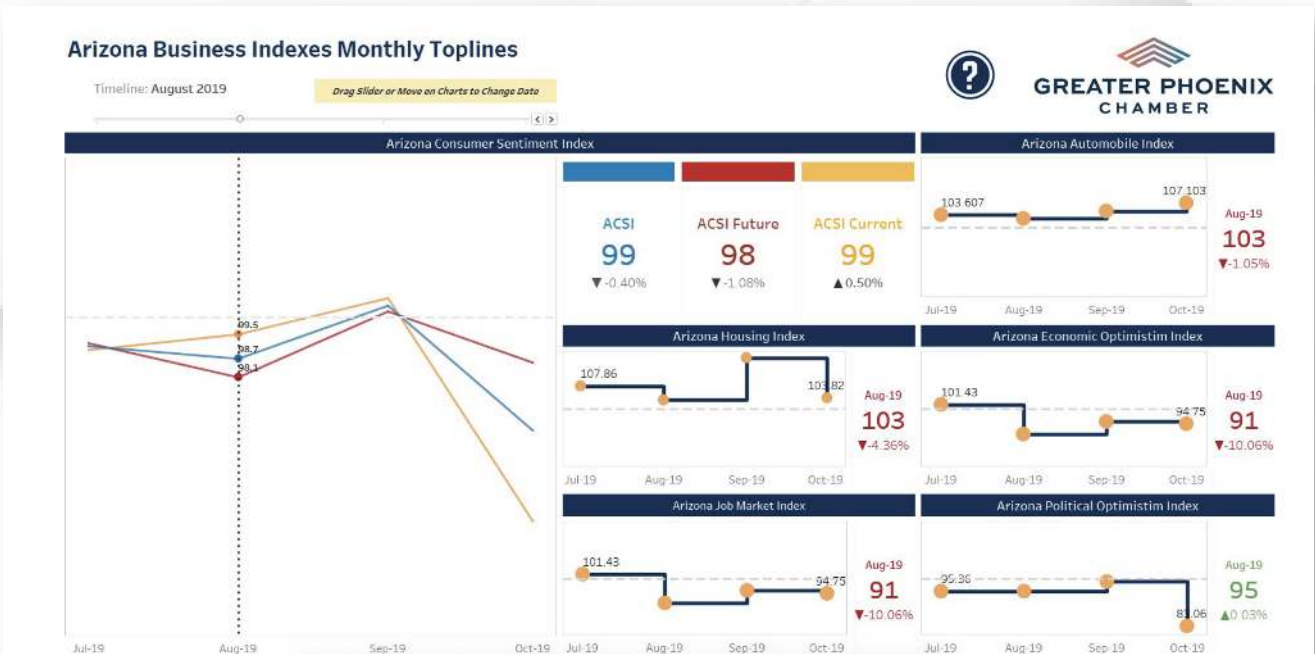 Arizona Business Indexes Monthly Toplines
Timeline: August 2019
Drag Slider or Move on Charts to Change Date
?
GREATER PHOENIX
CHAMBER
Arizona Consumer Sentiment Index
99.5
98.7
98.1
Jul-19 Aug-19 Sep-19 Oct-19
ACSI
99
▼-0.40%
ACSI Future
98
▼-1.08%
ACSI Current
99
▲0.50%
Arizona Automobile Index
103.607
107.103
Aug-19
103
▼-1.05%
Jul-19 Aug-19 Sep-19 Oct-19
Arizona Housing Index
107.86
103.82
Aug-19
103
▼-4.36%
Jul-19 Aug-19 Sep-19 Oct-19
Arizona Economic Optimistim Index
101.43
94.75
Aug-19
91
▼-10.06%
Jul-19 Aug-19 Sep-19 Oct-19
Arizona Job Market Index
101.43
94.75
Aug-19
91
▼-10.06%
Jul-19 Aug-19 Sep-19 Oct-19
Arizona Political Optimistim Index
95.36
Aug-19
95
▲0.03%
Jul-19 Aug-19 Sep-19 Oct-19